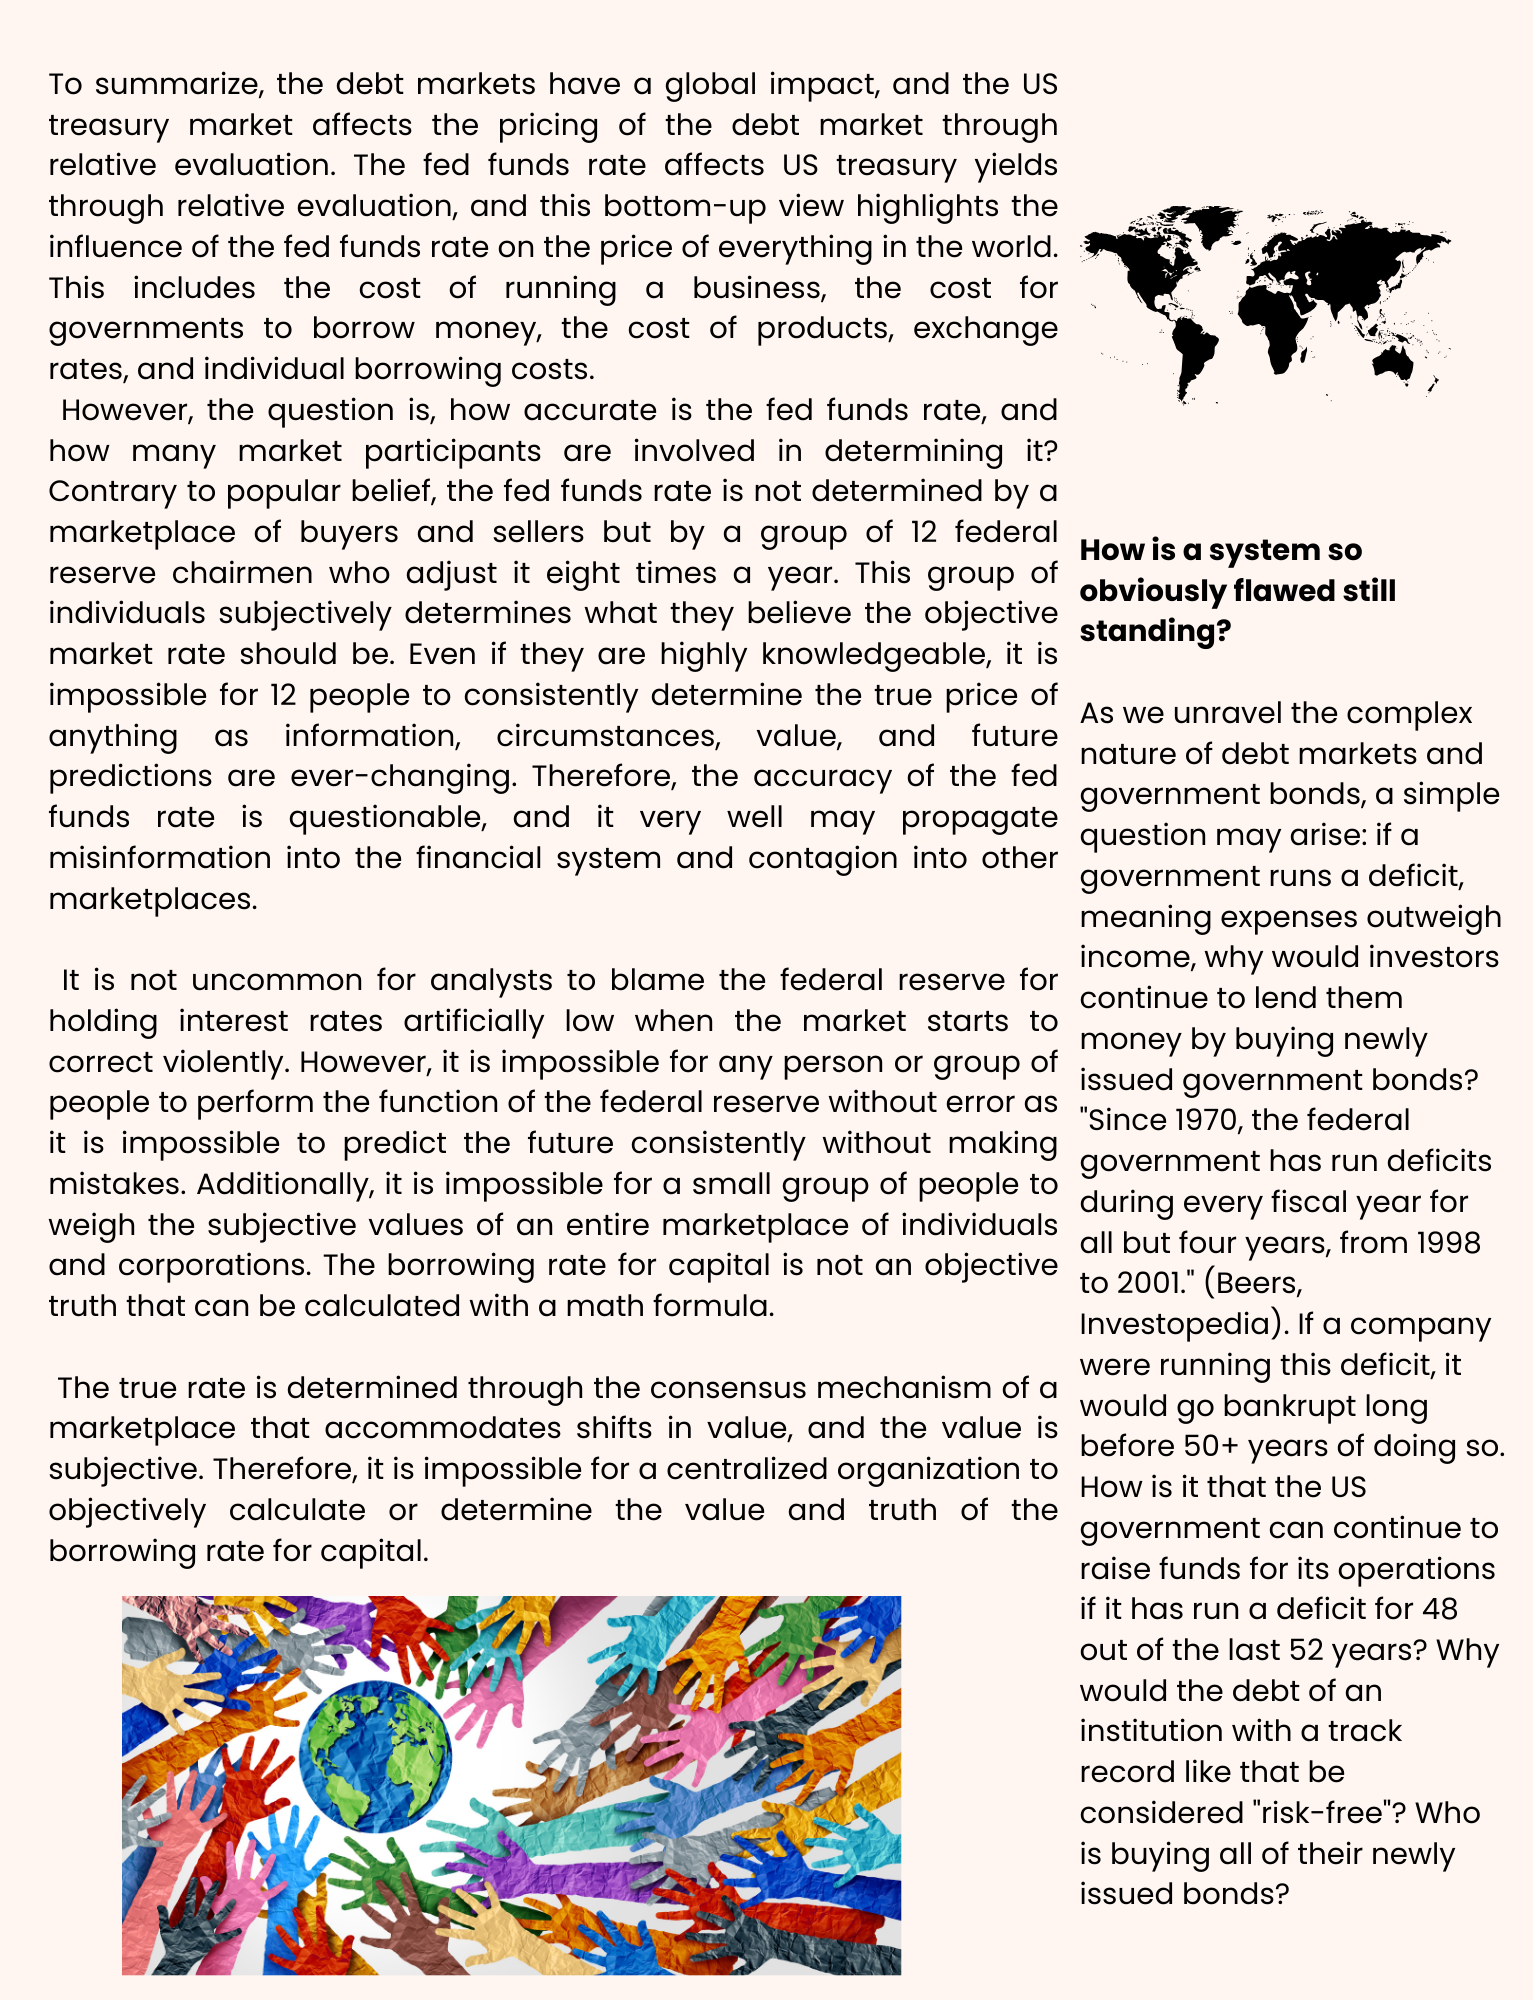 To summarize, the debt markets have a global impact, and the US
treasury market affects the pricing of the debt market through
relative evaluation. The fed funds rate affects US treasury yields
through relative evaluation, and this bottom-up view highlights the
influence of the fed funds rate on the price of everything in the world.
This includes the cost of running a business, the cost for
governments to borrow money, the cost of products, exchange
rates, and individual borrowing costs.
However, the question is, how accurate is the fed funds rate, and
how many market participants are involved in determining it?
Contrary to popular belief, the fed funds rate is not determined by a
marketplace of buyers and sellers but by a group of 12 federal
reserve chairmen who adjust it eight times a year. This group of
individuals subjectively determines what they believe the objective
market rate should be. Even if they are highly knowledgeable, it is
impossible for 12 people to consistently determine the true price of
anything as information, circumstances, value, and future
predictions are ever-changing. Therefore, the accuracy of the fed
funds rate is questionable, and it very well may propagate
misinformation into the financial system and contagion into other
marketplaces.
It is not uncommon for analysts to blame the federal reserve for
holding interest rates artificially low when the market starts to
correct violently. However, it is impossible for any person or group of
people to perform the function of the federal reserve without error as
it is impossible to predict the future consistently without making
mistakes. Additionally, it is impossible for a small group of people to
weigh the subjective values of an entire marketplace of individuals
and corporations. The borrowing rate for capital is not an objective
truth that can be calculated with a math formula.
The true rate is determined through the consensus mechanism of a
marketplace that accommodates shifts in value, and the value is
subjective. Therefore, it is impossible for a centralized organization to
objectively calculate or determine the value and truth of the
borrowing rate for capital.
How is a system so
obviously flawed still
standing?
As we unravel the complex
nature of debt markets and
government bonds, a simple
question may arise: if a
government runs a deficit,
meaning expenses outweigh
income, why would investors
continue to lend them
money by buying newly
issued government bonds?
"Since 1970, the federal
government has run deficits
during every fiscal year for
all but four years, from 1998
to 2001." (Beers,
Investopedia). If a company
were running this deficit, it
would go bankrupt long
before 50+ years of doing so.
How is it that the US
government can continue to
raise funds for its operations
if it has run a deficit for 48
out of the last 52 years? Why
would the debt of an
institution with a track
record like that be
considered "risk-free"? Who
is buying all of their newly
issued bonds?